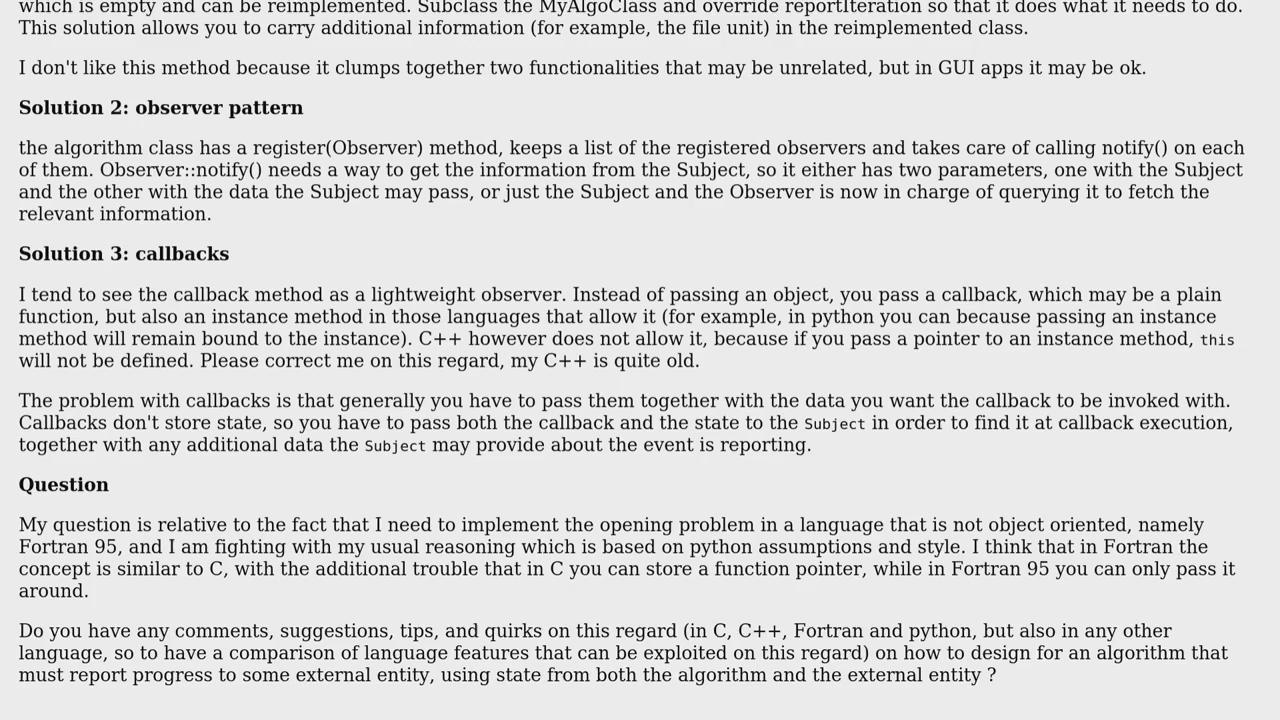 which is empty and can be reimplemented. Subclass the MyAlgoClass and override reportIteration so that it does what it needs to do.
This solution allows you to carry additional information (for example, the file unit) in the reimplemented class.
I don't like this method because it clumps together two functionalities that may be unrelated, but in GUI apps it may be ok.
Solution 2: observer pattern
the algorithm class has a register(Observer) method, keeps a list of the registered observers and takes care of calling notify() on each
of them. Observer::notify() needs a way to get the information from the Subject, so it either has two parameters, one with the Subject
and the other with the data the Subject may pass, or just the Subject and the Observer is now in charge of querying it to fetch the
relevant information.
Solution 3: callbacks
I tend to see the callback method as a lightweight observer. Instead of passing an object, you pass a callback, which may be a plain
function, but also an instance method in those languages that allow it (for example, in python you can because passing an instance
method will remain bound to the instance). C++ however does not allow it, because if you pass a pointer to an instance method, this
will not be defined. Please correct me on this regard, my C++ is quite old.
The problem with callbacks is that generally you have to pass them together with the data you want the callback to be invoked with.
Callbacks don't store state, so you have to pass both the callback and the state to the Subject in order to find it at callback execution,
together with any additional data the Subject may provide about the event is reporting.
Question
My question is relative to the fact that I need to implement the opening problem in a language that is not object oriented, namely
Fortran 95, and I am fighting with my usual reasoning which is based on python assumptions and style. I think that in Fortran the
concept is similar to C, with the additional trouble that in C you can store a function pointer, while in Fortran 95 you can only pass it
around.
Do you have any comments, suggestions, tips, and quirks on this regard (in C, C++, Fortran and python, but also in any other
language, so to have a comparison of language features that can be exploited on this regard) on how to design for an algorithm that
must report progress to some external entity, using state from both the algorithm and the external entity ?